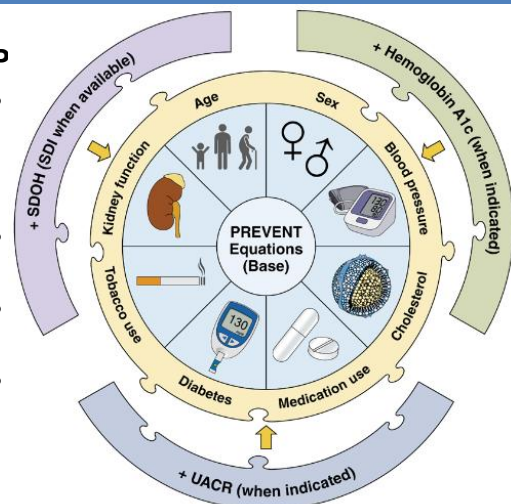 + SDOH (SDI when available)
+ Hemoglobin A1c (when indicated)
Age
Sex
Kidney function
Blood pressure
PREVENT
Equations
(Base)
130
Tobacco use
Cholesterol
Diabetes
Medication use
+ UACR (when indicated)